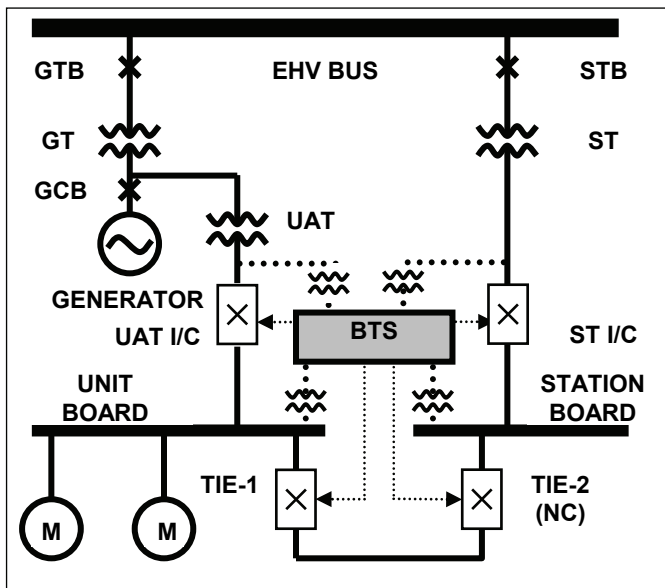 GTB
EHV BUS
STB
GT
ST
GCB
UAT
GENERATOR
UAT I/C
BTS
ST I/C
UNIT
BOARD
STATION
BOARD
TIE-1
TIE-2
(NC)
M
M